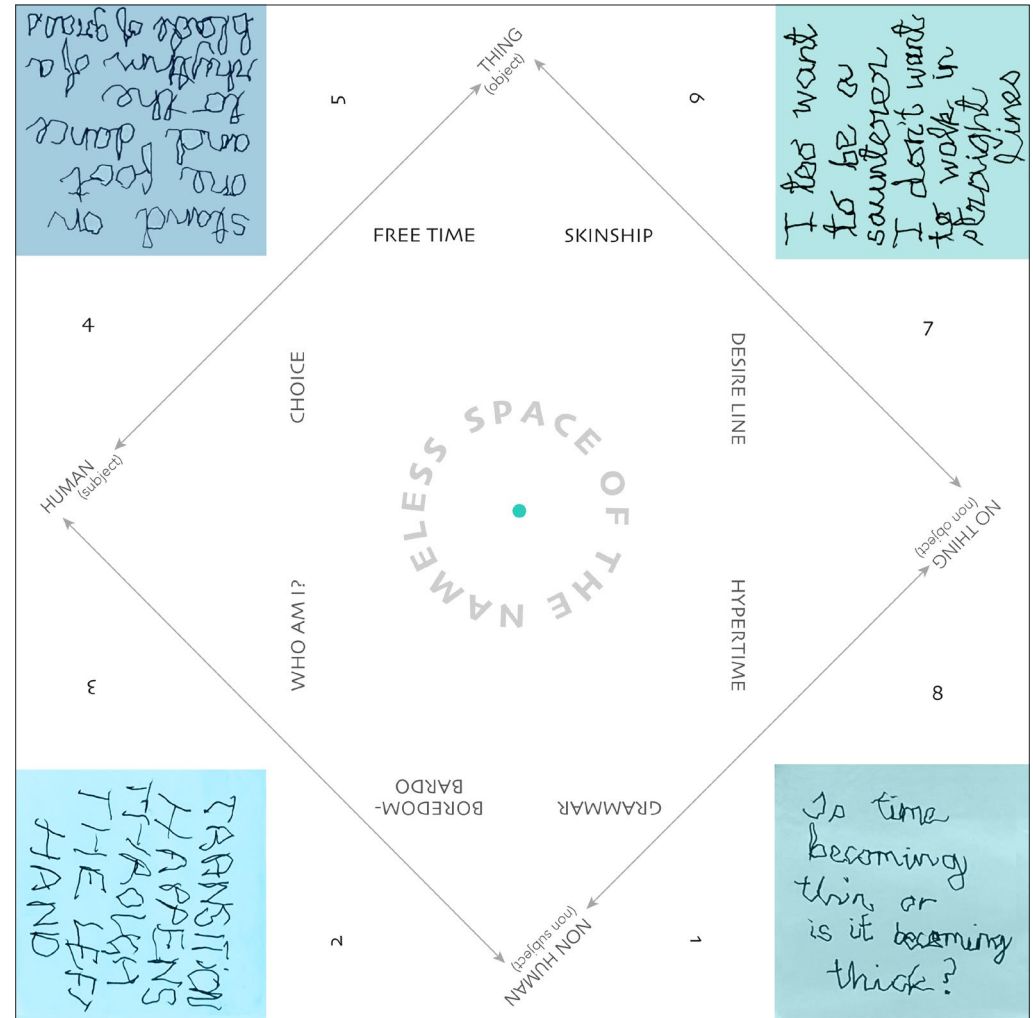 stand on
one foot
and dance
to the
rhythm of a
blade of grass
I too want
to be a
saunterer
I don't want
to walk in
straight
lines
5
THING
(object)
6
FREE TIME
SKINSHIP
4
7
CHOICE
DESIRE LINE
SPACE OF THE NAMELESS
HUMAN
(subject)
NO THING
(non object)
WHO AM I?
HYPERTIME
3
8
BOREDOM-
BARDO
GRAMMAR
2
NON HUMAN
(non subject)
1
TRANSITION
HAPPENS
THROUGH
THE LEFT
HAND
Is time
becoming
thin or
is it becoming
thick?